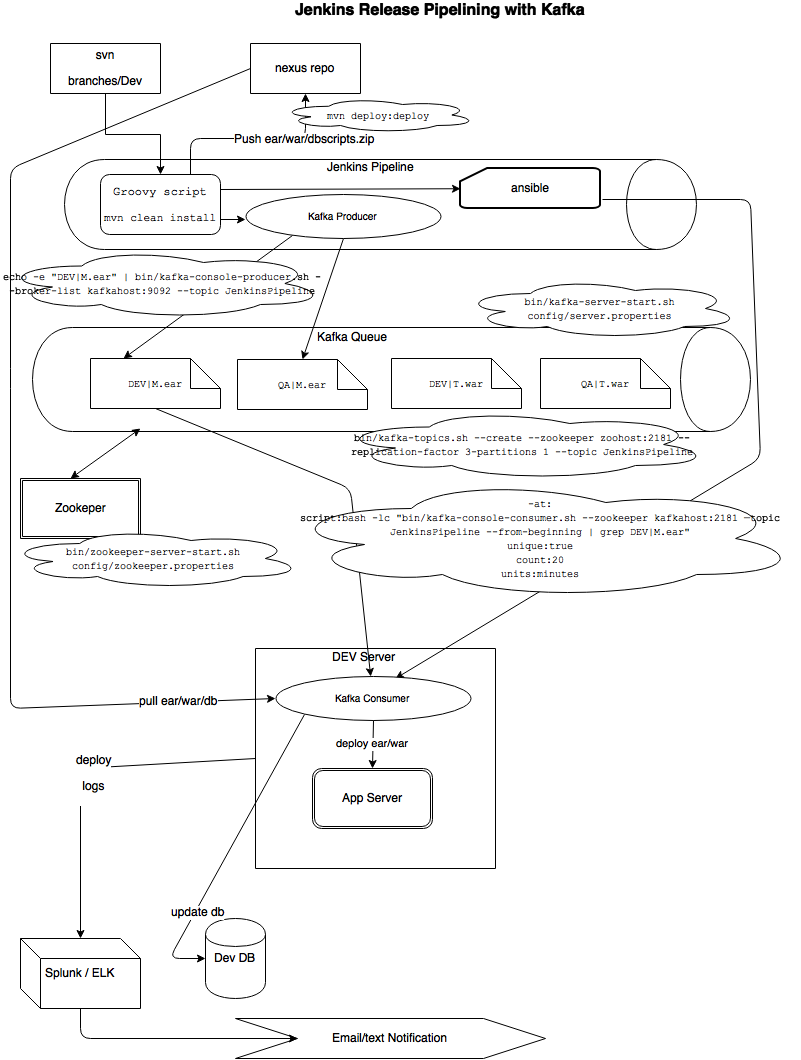 Jenkins Release Pipelining with Kafka
svn
branches/Dev
nexus repo
mvn deploy:deploy
Push ear/war/dbscripts.zip
Jenkins Pipeline
Groovy script
mvn clean install
Kafka Producer
ansible
echo -e "DEV|M.ear" | bin/kafka-console-producer.sh -
-broker-list kafkahost:9092 --topic JenkinsPipeline
bin/kafka-server-start.sh
config/server.properties
Kafka Queue
DEV|M.ear
QA|M.ear
DEV|T.war
QA|T.war
bin/kafka-topics.sh --create --zookeeper zoohost:2181 --
replication-factor 3-partitions 1 --topic JenkinsPipeline
Zookeper
bin/zookeeper-server-start.sh
config/zookeeper.properties
-at:
script:bash -lc "bin/kafka-console-consumer.sh --zookeeper kafkahost:2181 —topic
JenkinsPipeline --from-beginning | grep DEV|M.ear"
unique:true
count:20
units:minutes
DEV Server
Kafka Consumer
pull ear/war/db
deploy ear/war
App Server
deploy
logs
update db
Dev DB
Splunk / ELK
Email/text Notification